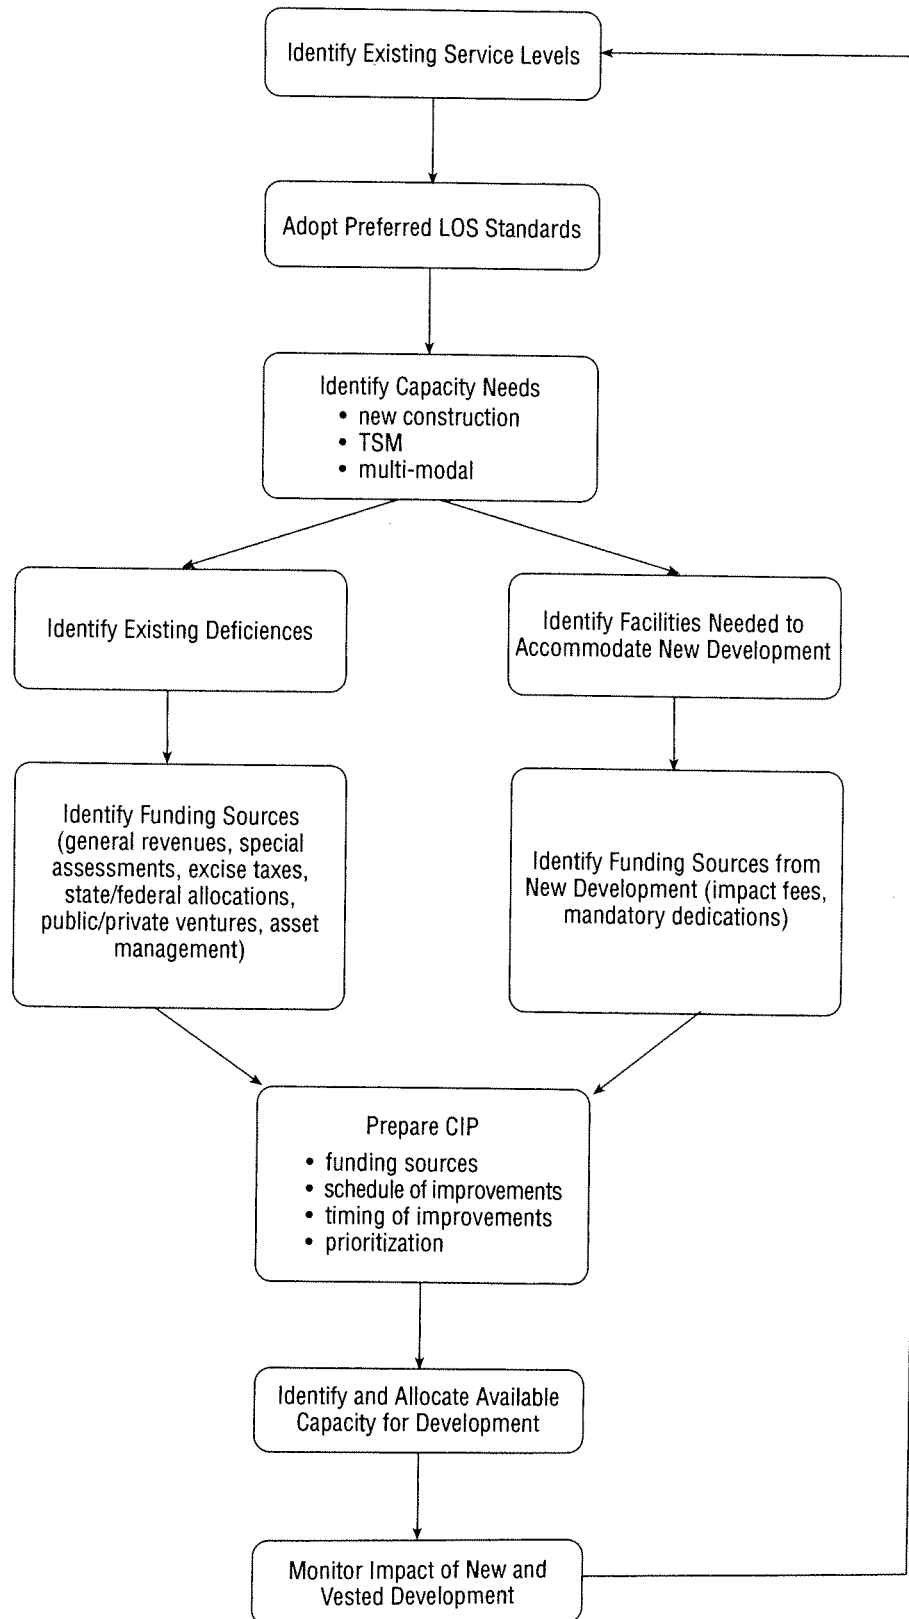 Identify Existing Service Levels
Adopt Preferred LOS Standards
Identify Capacity Needs
• new construction
• TSM
• multi-modal
Identify Existing Deficiences
Identify Facilities Needed to
Accommodate New Development
Identify Funding Sources
(general revenues, special
assessments, excise taxes,
state/federal allocations,
public/private ventures, asset
management)
Identify Funding Sources from
New Development (impact fees,
mandatory dedications)
Prepare CIP
• funding sources
• schedule of improvements
• timing of improvements
• prioritization
Identify and Allocate Available
Capacity for Development
Monitor Impact of New and
Vested Development